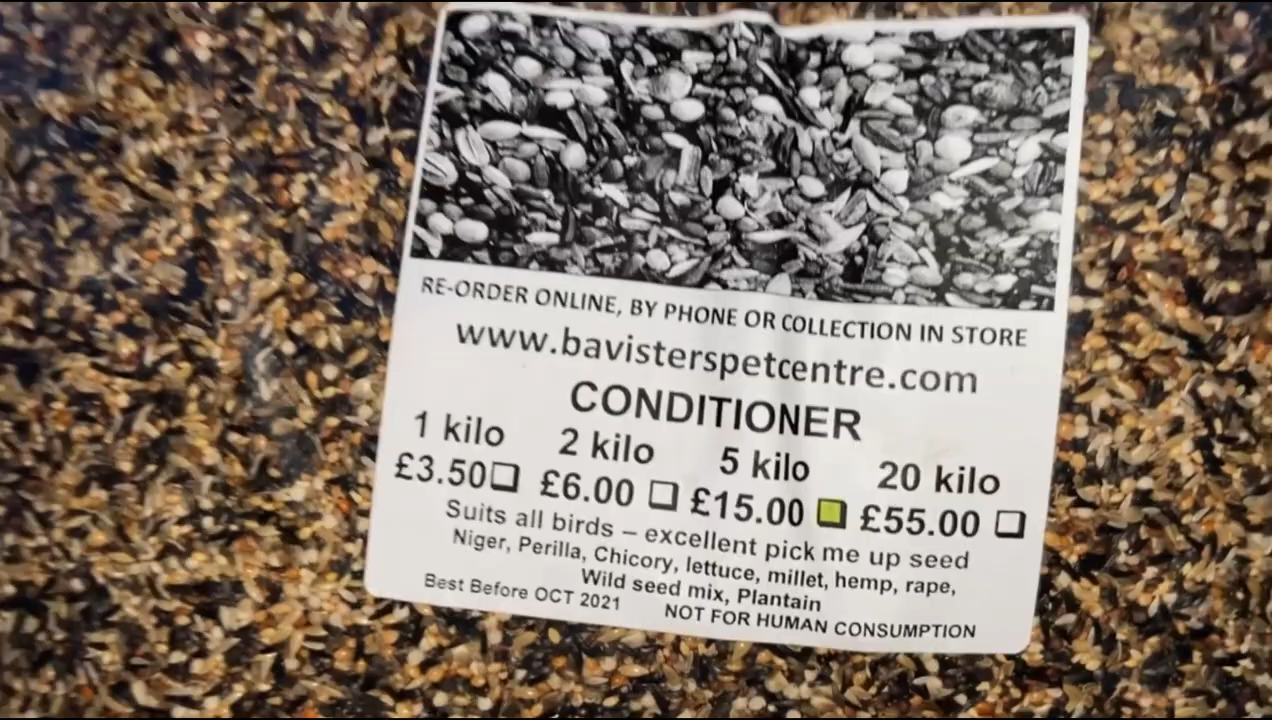 RE-ORDER ONLINE, BY PHONE OR COLLECTION IN STORE
www.bavisterspetcentre.com
CONDITIONER
1 kilo 2 kilo 5 kilo 20 kilo
£3.50 £6.00 £15.00 £55.00
Suits all birds – excellent pick me up seed
Niger, Perilla, Chicory, lettuce, millet, hemp, rape,
Wild seed mix, Plantain
Best Before OCT 2021 NOT FOR HUMAN CONSUMPTION